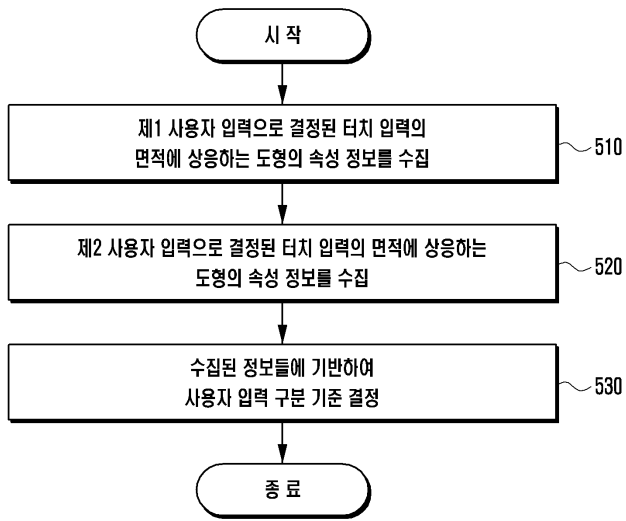 시 작
제1 사용자 입력으로 결정된 터치 입력의
면적에 상응하는 도형의 속성 정보를 수집
510
제2 사용자 입력으로 결정된 터치 입력의 면적에 상응하는
도형의 속성 정보를 수집
520
수집된 정보들에 기반하여
사용자 입력 구분 기준 결정
530
종 료